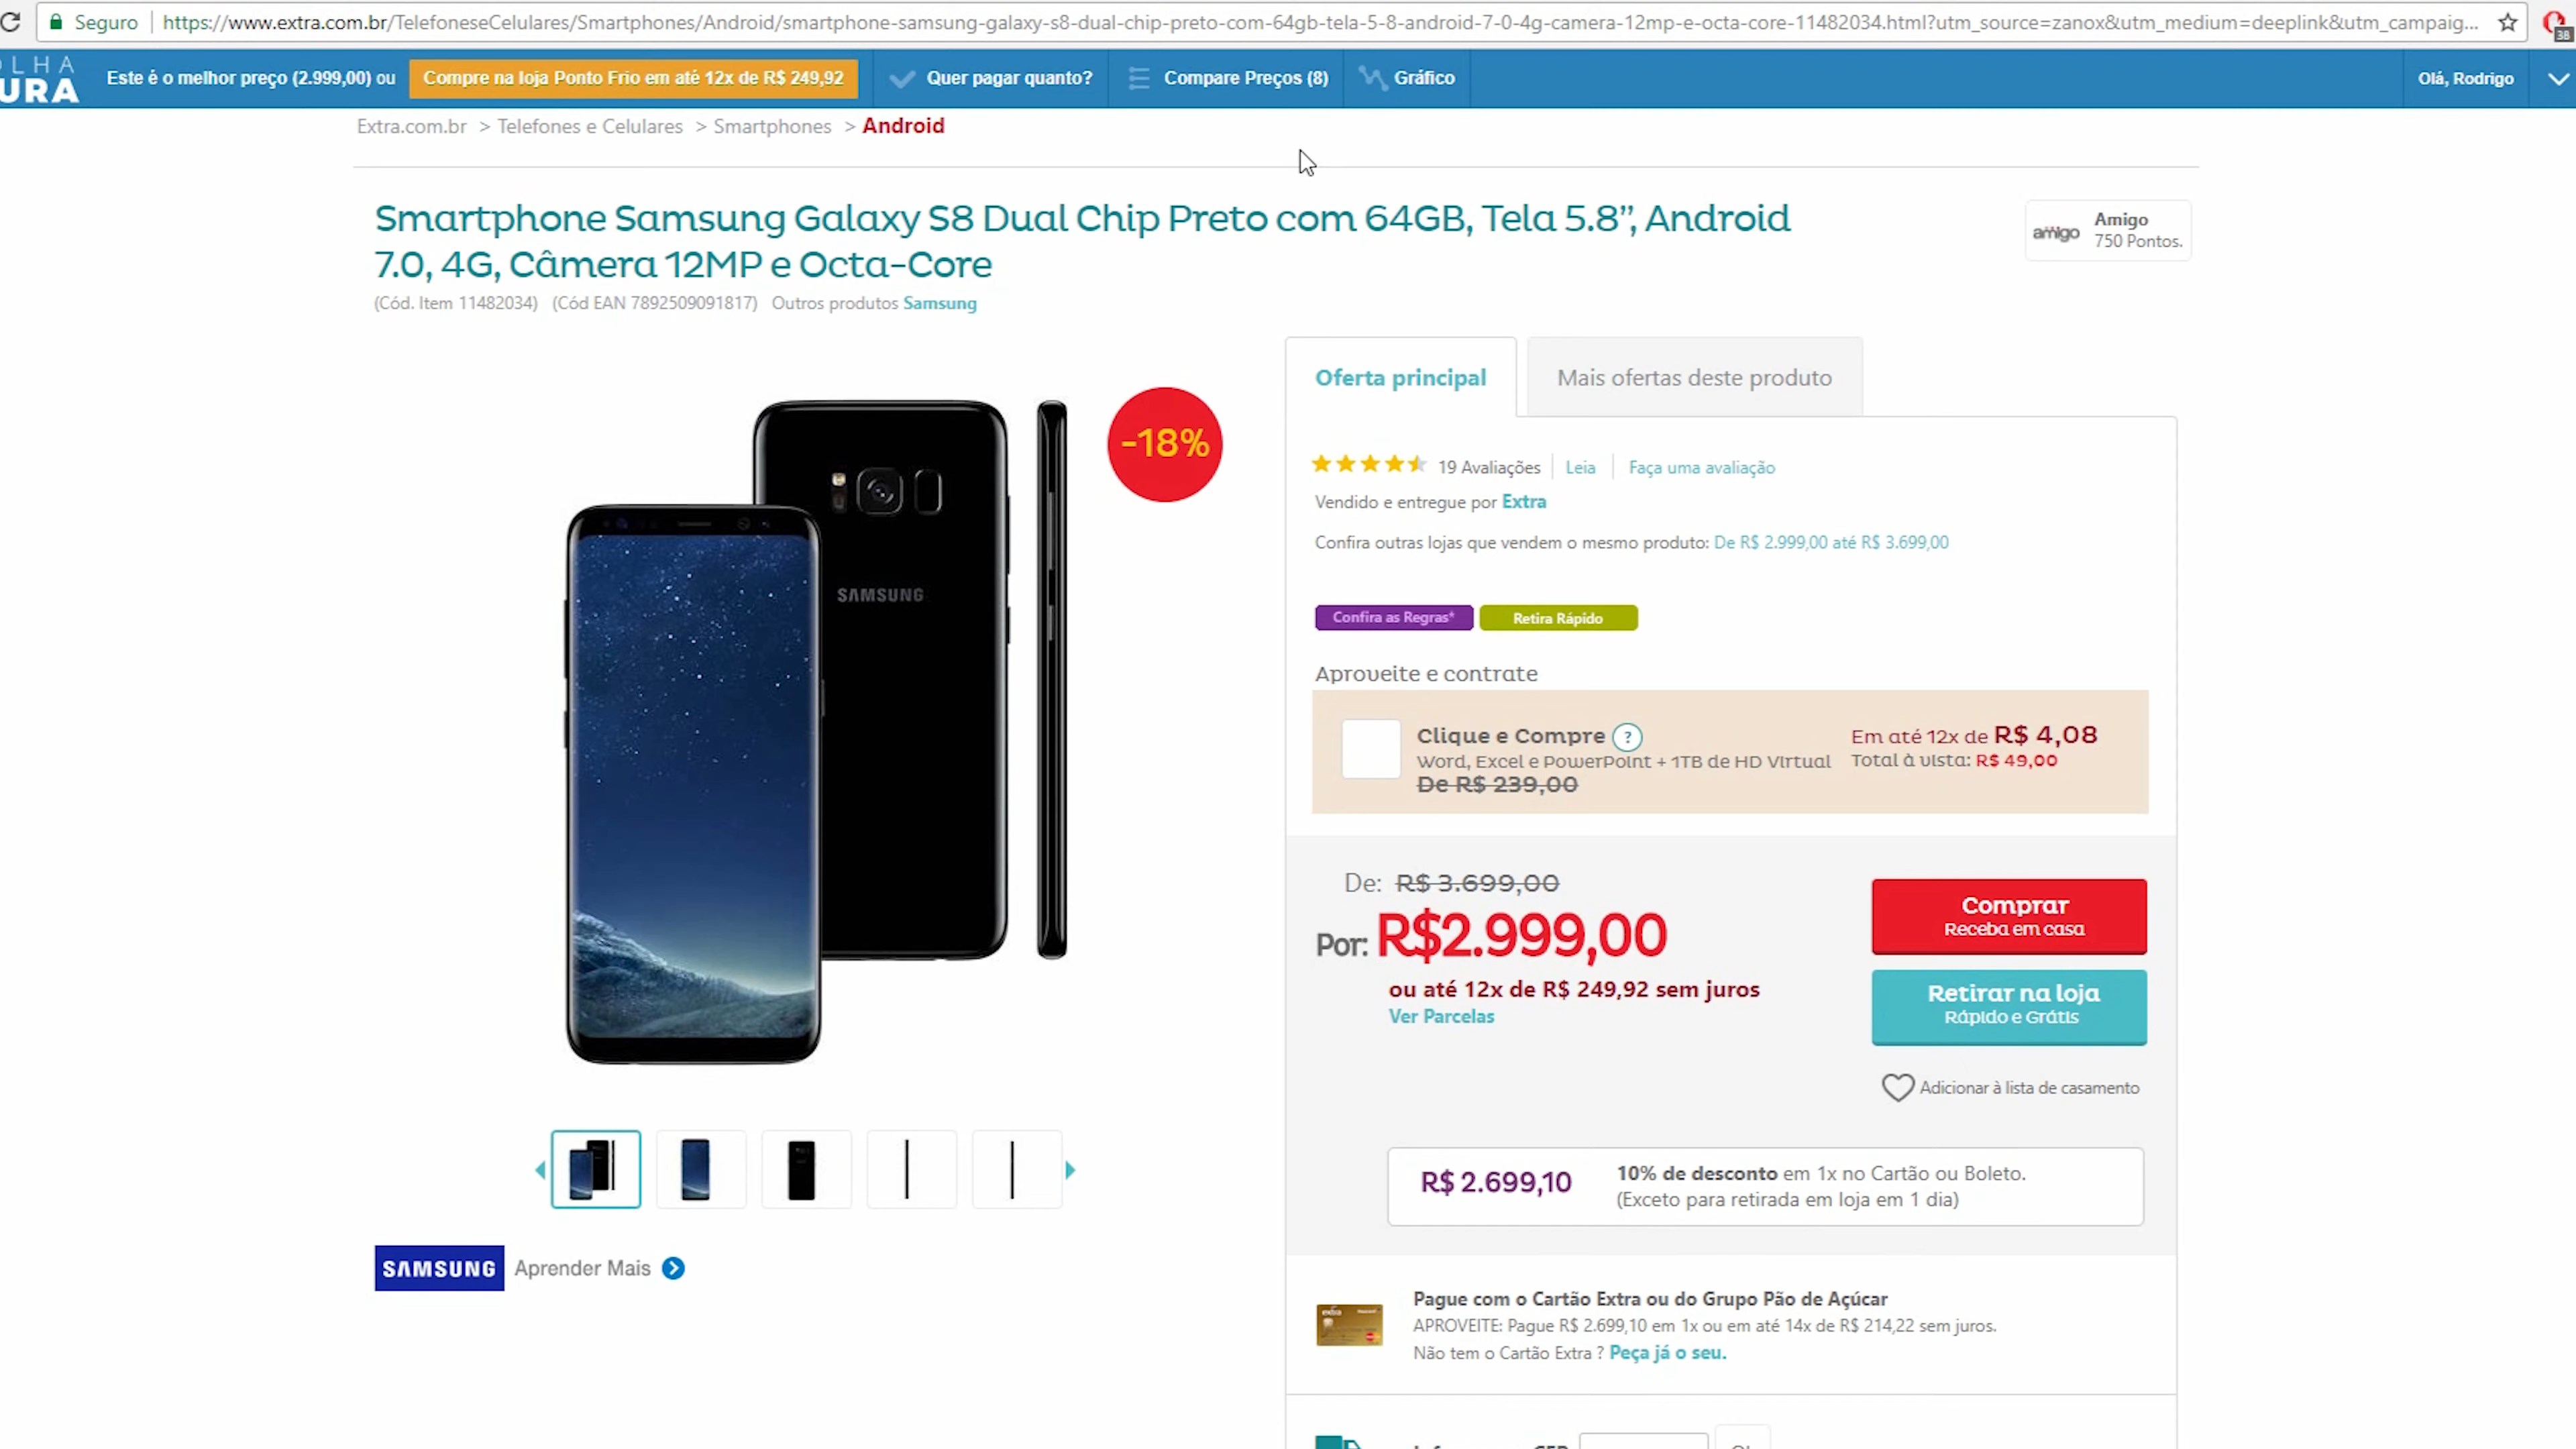 Seguro
https://www.extra.com.br/TelefoneseCelulares/Smartphones/Android/smartphone-samsung-galaxy-s8-dual-chip-preto-com-64gb-tela-5-8-android-7-0-4g-camera-12mp-e-octa-core-11482034.html?utm_source=zanox&utm_medium=deeplink&utm_campaig...
38
OLHA
URA
Este é o melhor preço (2.999,00) ou
Compre na loja Ponto Frio em até 12x de R$ 249,92
Quer pagar quanto?
Compare Preços (8)
Gráfico
Olá, Rodrigo
Extra.com.br > Telefones e Celulares > Smartphones > Android
Smartphone Samsung Galaxy S8 Dual Chip Preto com 64GB, Tela 5.8”, Android
7.0, 4G, Câmera 12MP e Octa-Core
(Cód. Item 11482034) (Cód EAN 7892509091817) Outros produtos Samsung
amigo
Amigo
750 Pontos.
-18%
SAMSUNG
SAMSUNG Aprender Mais
Oferta principal
Mais ofertas deste produto
19 Avaliações Leia Faça uma avaliação
Vendido e entregue por Extra
Confira outras lojas que vendem o mesmo produto: De R$ 2.999,00 até R$ 3.699,00
Confira as Regras*
Retira Rápido
Aproveite e contrate
Clique e Compre ?
Word, Excel e PowerPoint + 1TB de HD Virtual
De R$ 239,00
Em até 12x de R$ 4,08
Total à vista: R$ 49,00
De: R$ 3.699,00
Por: R$2.999,00
ou até 12x de R$ 249,92 sem juros
Ver Parcelas
Comprar
Receba em casa
Retirar na loja
Rápido e Grátis
Adicionar à lista de casamento
R$ 2.699,10
10% de desconto em 1x no Cartão ou Boleto.
(Exceto para retirada em loja em 1 dia)
extra
Pague com o Cartão Extra ou do Grupo Pão de Açúcar
APROVEITE: Pague R$ 2.699,10 em 1x ou em até 14x de R$ 214,22 sem juros.
Não tem o Cartão Extra ? Peça já o seu.